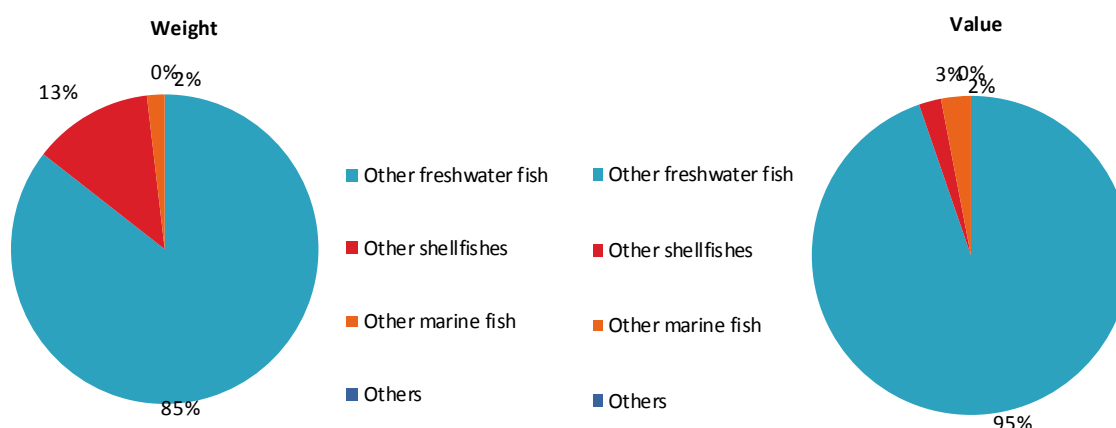 Weight
13%
0%
2%
85%
Other freshwater fish
Other shellfishes
Other marine fish
Others
Value
3%
0%
2%
95%
Other freshwater fish
Other shellfishes
Other marine fish
Others